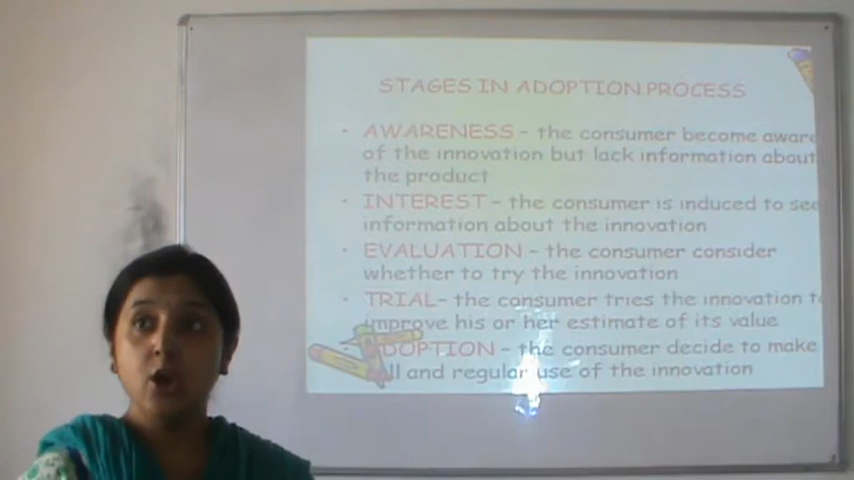 STAGES IN ADOPTION PROCESS
• AWARENESS - the consumer become aware
of the innovation but lack information about
the product
• INTEREST - the consumer is induced to see
information about the innovation
• EVALUATION - the consumer consider
whether to try the innovation
• TRIAL- the consumer tries the innovation t
improve his or her estimate of its value
DOPTION - the consumer decide to make
ll and regular use of the innovation